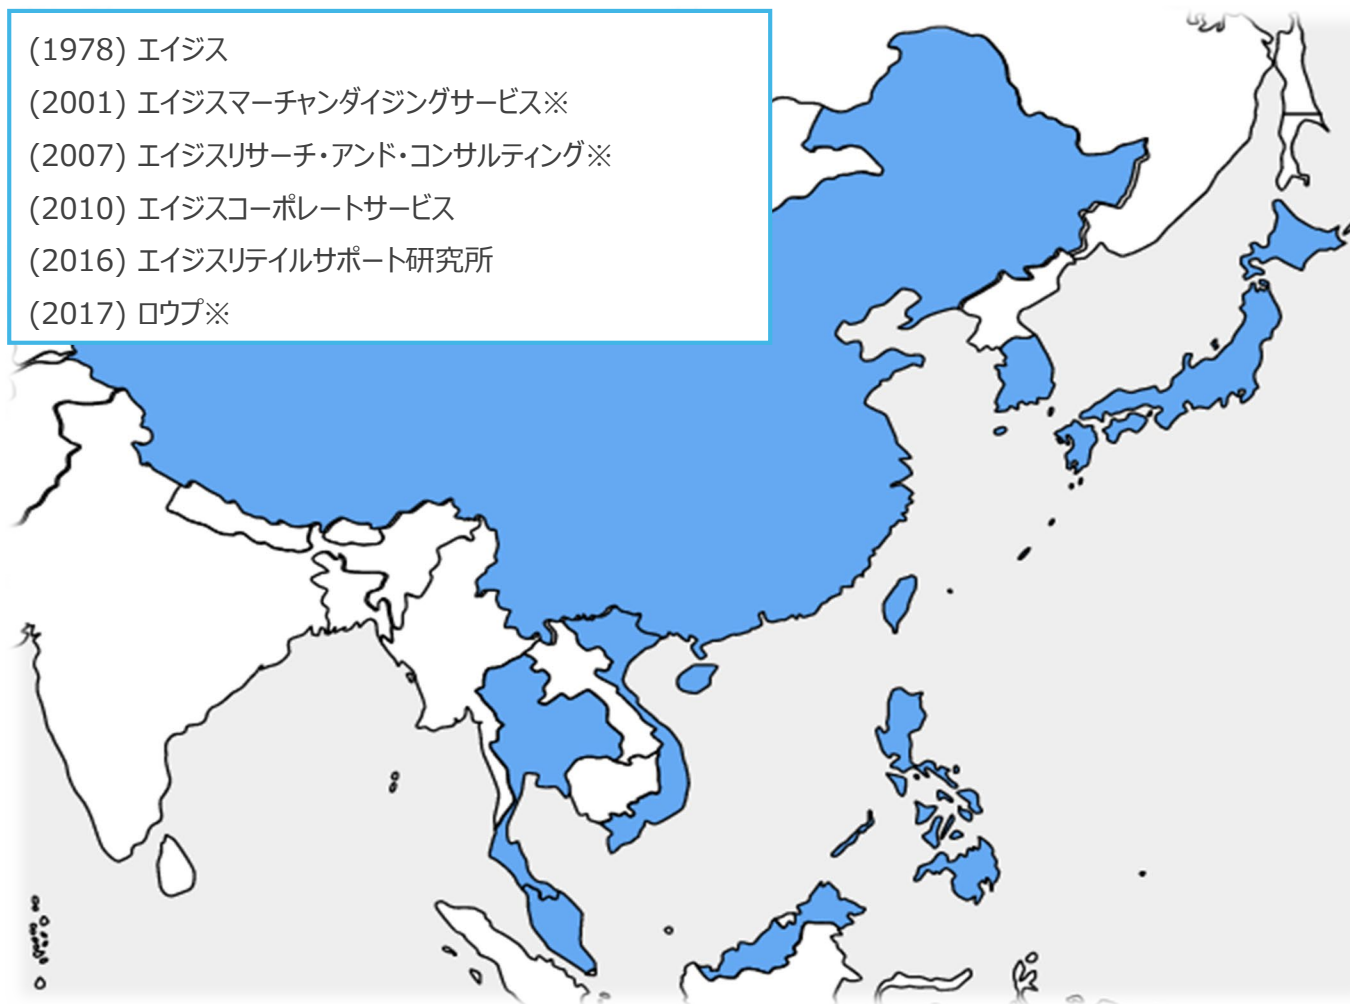 (1978) エイジス
(2001) エイジスマーチャンダイジングサービス※
(2007) エイジスリサーチ・アンド・コンサルティング※
(2010) エイジスコーポレートサービス
(2016) エイジスリテイルサポート研究所
(2017) ロウプ※